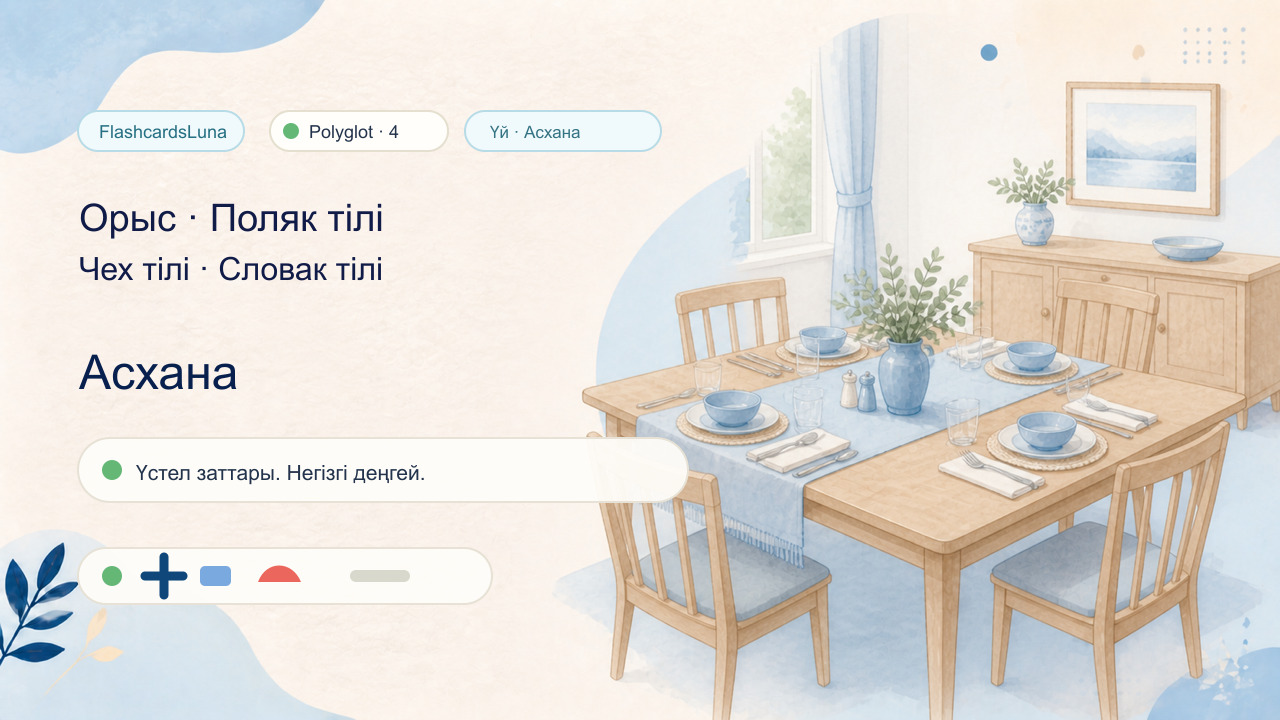 FlashcardsLuna
Polyglot · 4
Үй · Асхана
Орыс · Поляк тілі
Чех тілі · Словак тілі
Асхана
Үстел заттары. Негізгі деңгей.